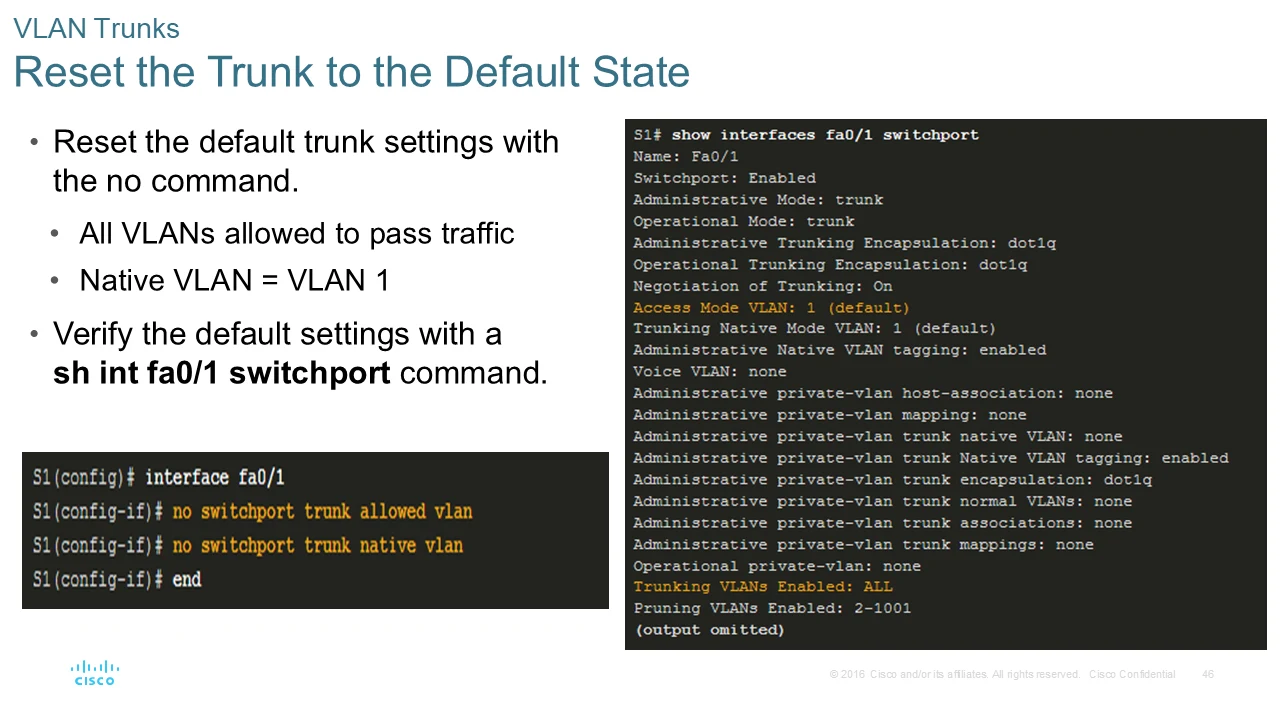 VLAN Trunks
Reset the Trunk to the Default State
• Reset the default trunk settings with
the no command.
• All VLANs allowed to pass traffic
• Native VLAN = VLAN 1
• Verify the default settings with a
sh int fa0/1 switchport command.
S1(config)# interface fa0/1
S1(config-if)# no switchport trunk allowed vlan
S1(config-if)# no switchport trunk native vlan
S1(config-if)# end
S1# show interfaces fa0/1 switchport
Name: Fa0/1
Switchport: Enabled
Administrative Mode: trunk
Operational Mode: trunk
Administrative Trunking Encapsulation: dot1q
Operational Trunking Encapsulation: dot1q
Negotiation of Trunking: On
Access Mode VLAN: 1 (default)
Trunking Native Mode VLAN: 1 (default)
Administrative Native VLAN tagging: enabled
Voice VLAN: none
Administrative private-vlan host-association: none
Administrative private-vlan mapping: none
Administrative private-vlan trunk native VLAN: none
Administrative private-vlan trunk Native VLAN tagging: enabled
Administrative private-vlan trunk encapsulation: dot1q
Administrative private-vlan trunk normal VLANs: none
Administrative private-vlan trunk associations: none
Administrative private-vlan trunk mappings: none
Operational private-vlan: none
Trunking VLANs Enabled: ALL
Pruning VLANs Enabled: 2-1001
(output omitted)
CISCO
© 2016 Cisco and/or its affiliates. All rights reserved. Cisco Confidential 46